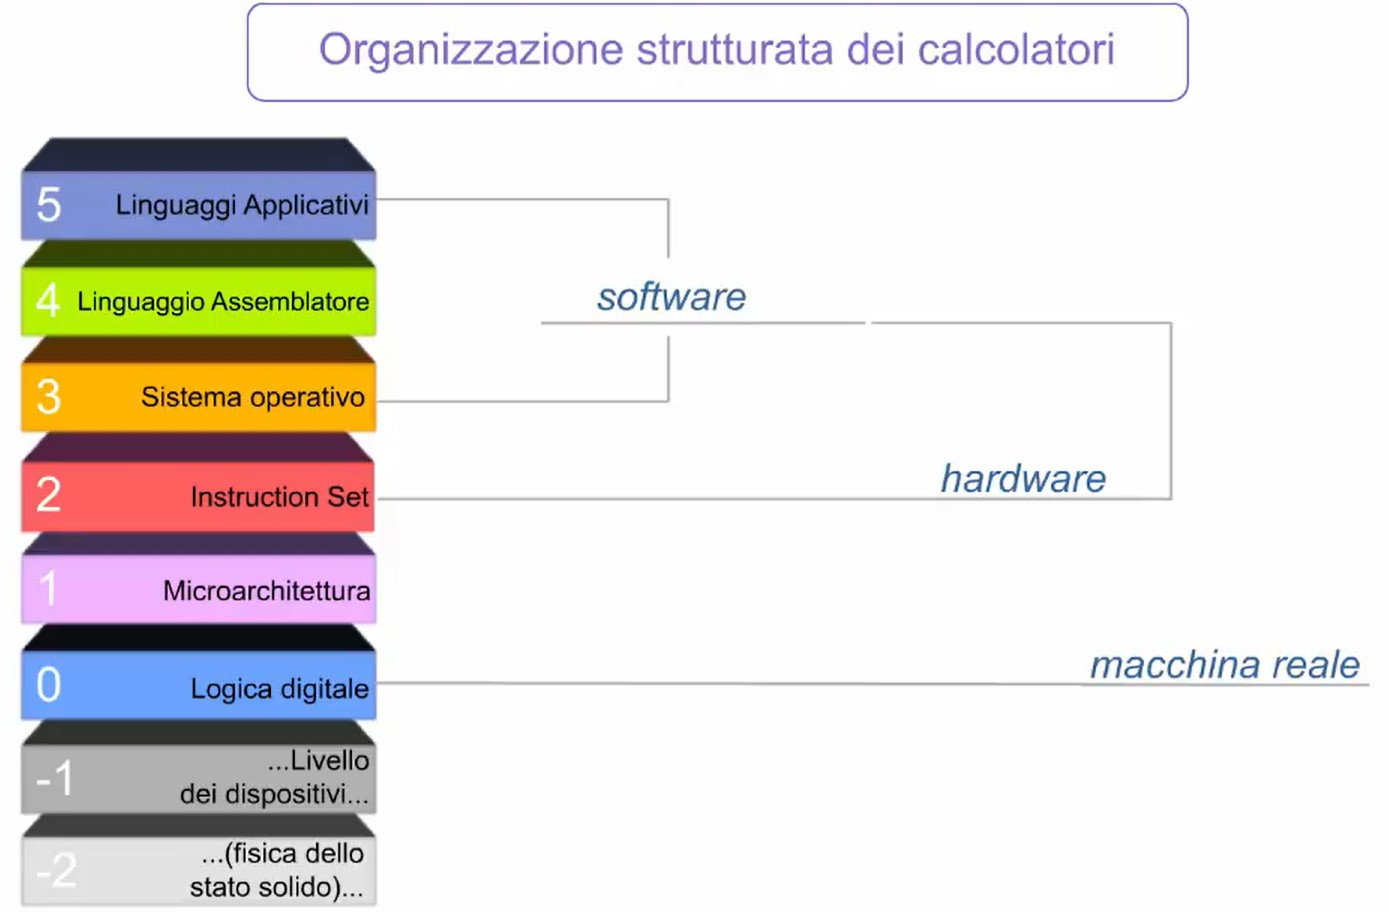 Organizzazione strutturata dei calcolatori
5 Linguaggi Applicativi
software
4 Linguaggio Assemblatore
3 Sistema operativo
hardware
2 Instruction Set
1 Microarchitettura
macchina reale
0 Logica digitale
-1 ...Livello
dei dispositivi...
-2 ...(fisica dello
stato solido)...